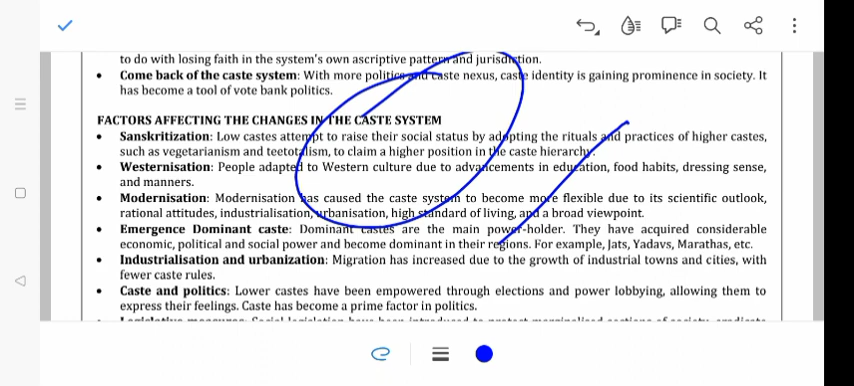 to do with losing faith in the system's own ascriptive pattern and jurisdiction.
• Come back of the caste system: With more politics and caste nexus, caste identity is gaining prominence in society. It
has become a tool of vote bank politics.
FACTORS AFFECTING THE CHANGES IN THE CASTE SYSTEM
• Sanskritization: Low castes attempt to raise their social status by adopting the rituals and practices of higher castes,
such as vegetarianism and teetotalism, to claim a higher position in the caste hierarchy.
• Westernisation: People adapted to Western culture due to advancements in education, food habits, dressing sense,
and manners.
• Modernisation: Modernisation has caused the caste system to become more flexible due to its scientific outlook,
rational attitudes, industrialisation, urbanisation, high standard of living, and a broad viewpoint.
• Emergence Dominant caste: Dominant castes are the main power-holder. They have acquired considerable
economic, political and social power and become dominant in their regions. For example, Jats, Yadavs, Marathas, etc.
• Industrialisation and urbanization: Migration has increased due to the growth of industrial towns and cities, with
fewer caste rules.
• Caste and politics: Lower castes have been empowered through elections and power lobbying, allowing them to
express their feelings. Caste has become a prime factor in politics.